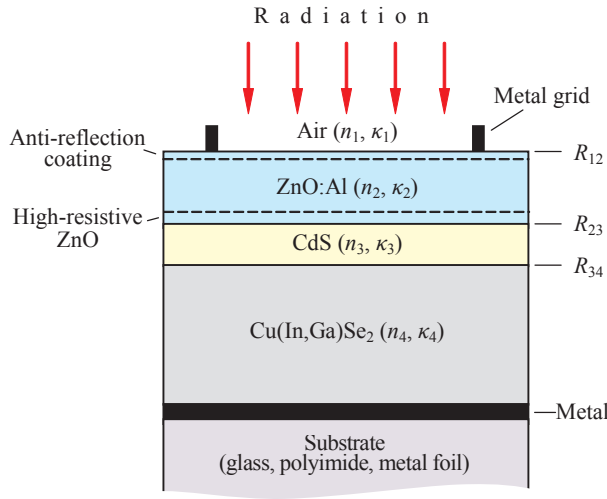 Radiation
Metal grid
Air (n₁, κ₁)
Anti-reflection
coating
R₁₂
ZnO:Al (n₂, κ₂)
High-resistive
ZnO
R₂₃
CdS (n₃, κ₃)
R₃₄
Cu(In,Ga)Se₂ (n₄, κ₄)
Metal
Substrate
(glass, polyimide, metal foil)